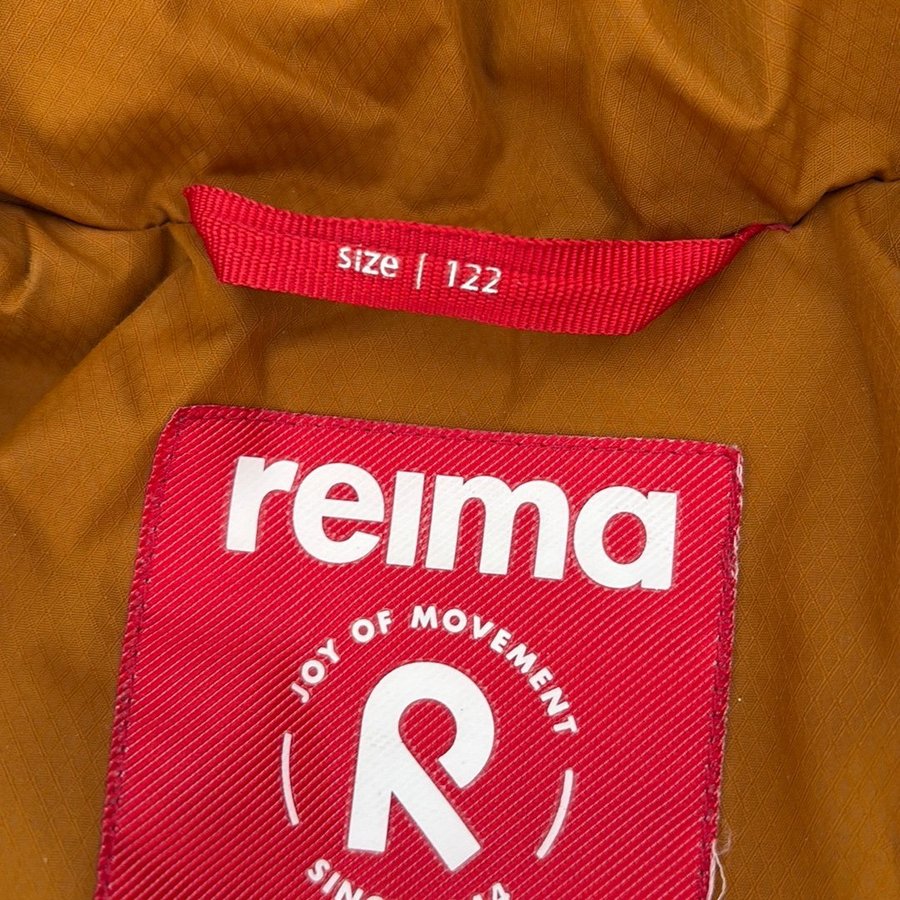 size | 122
reima
JOY OF MOVEMENT
R